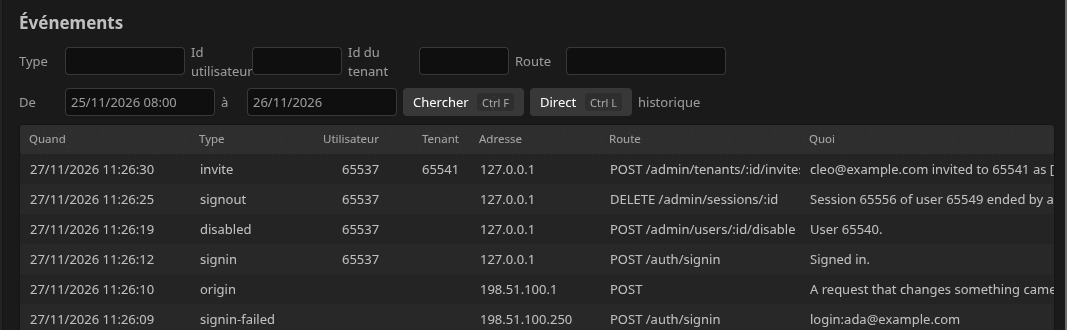 Événements
Type Id utilisateur Id du tenant Route
De 25/11/2026 08:00 à 26/11/2026 Chercher Ctrl F Direct Ctrl L historique
Quand Type Utilisateur Tenant Adresse Route Quoi
27/11/2026 11:26:30 invite 65537 65541 127.0.0.1 POST /admin/tenants/:id/invites cleo@example.com invited to 65541 as [
27/11/2026 11:26:25 signout 65537 127.0.0.1 DELETE /admin/sessions/:id Session 65556 of user 65549 ended by a
27/11/2026 11:26:19 disabled 65537 127.0.0.1 POST /admin/users/:id/disable User 65540.
27/11/2026 11:26:12 signin 65537 127.0.0.1 POST /auth/signin Signed in.
27/11/2026 11:26:10 origin 198.51.100.1 POST A request that changes something came
27/11/2026 11:26:09 signin-failed 198.51.100.250 POST /auth/signin login:ada@example.com